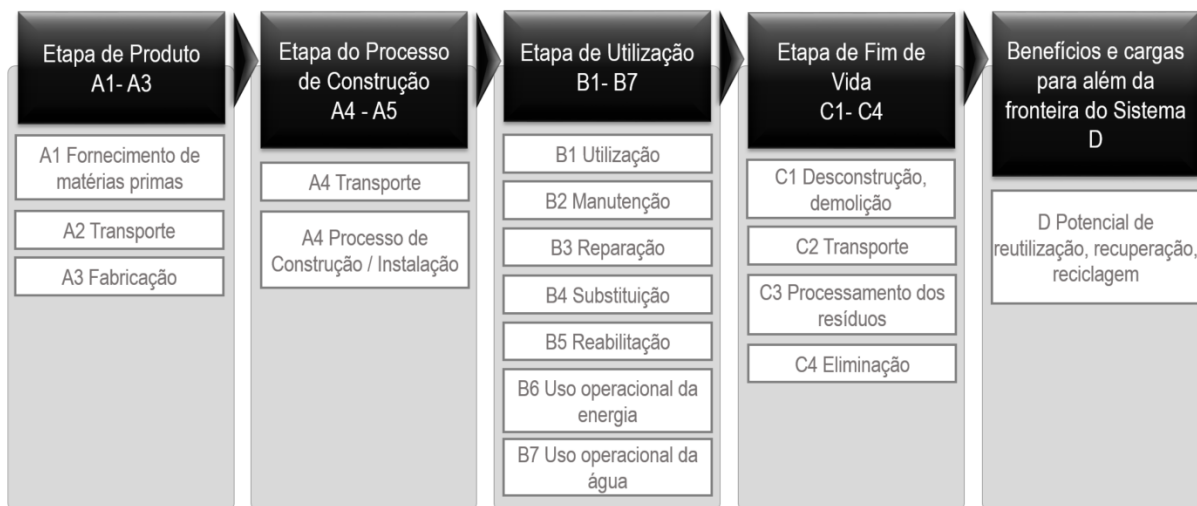 Etapa de Produto
A1- A3
A1 Fornecimento de
matérias primas
A2 Transporte
A3 Fabricação
Etapa do Processo
de Construção
A4 - A5
A4 Transporte
A4 Processo de
Construção / Instalação
Etapa de Utilização
B1- B7
B1 Utilização
B2 Manutenção
B3 Reparação
B4 Substituição
B5 Reabilitação
B6 Uso operacional da
energia
B7 Uso operacional da
água
Etapa de Fim de
Vida
C1- C4
C1 Desconstrução,
demolição
C2 Transporte
C3 Processamento dos
resíduos
C4 Eliminação
Benefícios e cargas
para além da
fronteira do Sistema
D
D Potencial de
reutilização, recuperação,
reciclagem